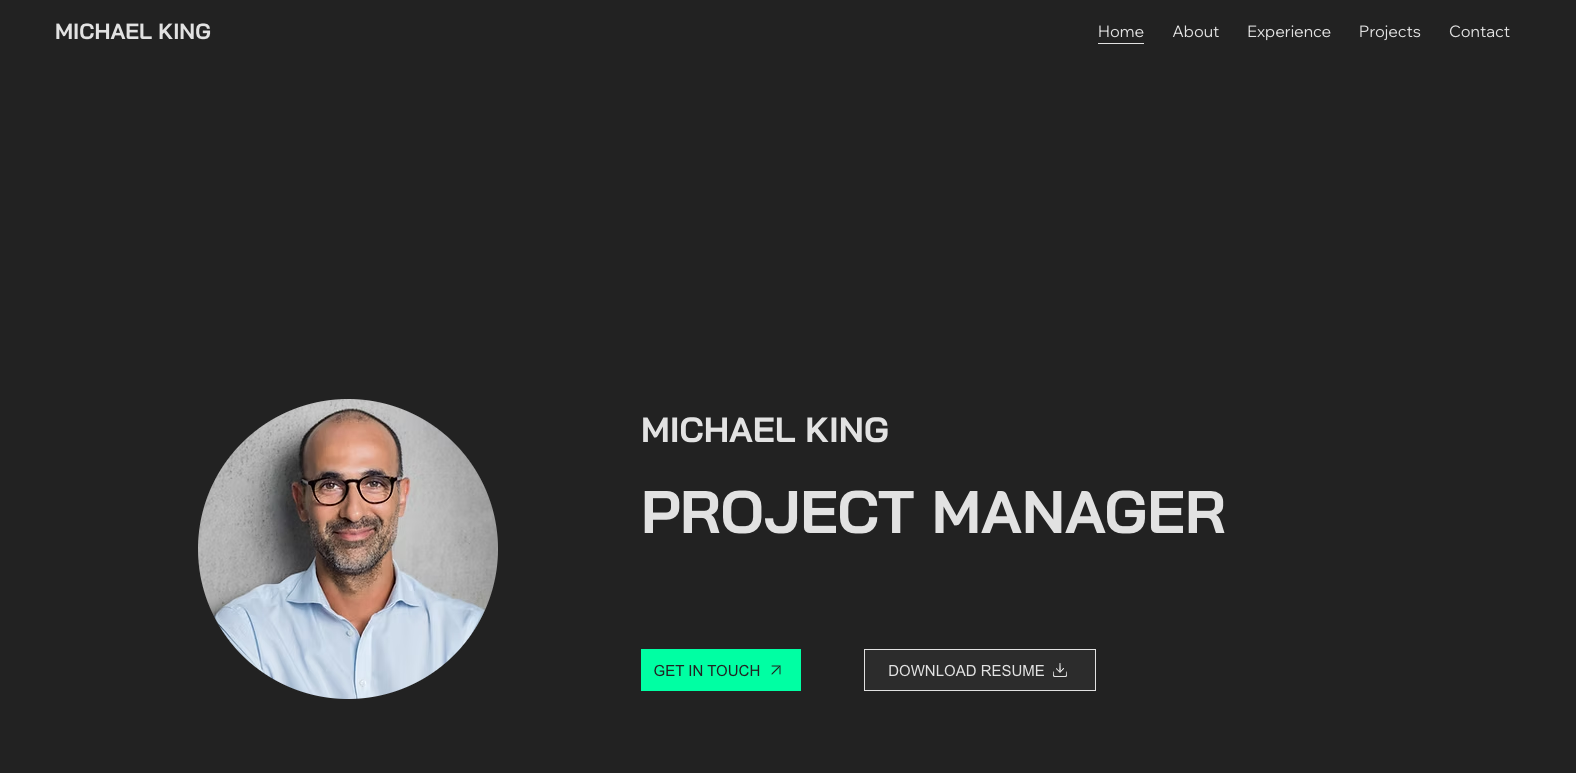 MICHAEL KING
Home About Experience Projects Contact
MICHAEL KING
PROJECT MANAGER
GET IN TOUCH
DOWNLOAD RESUME